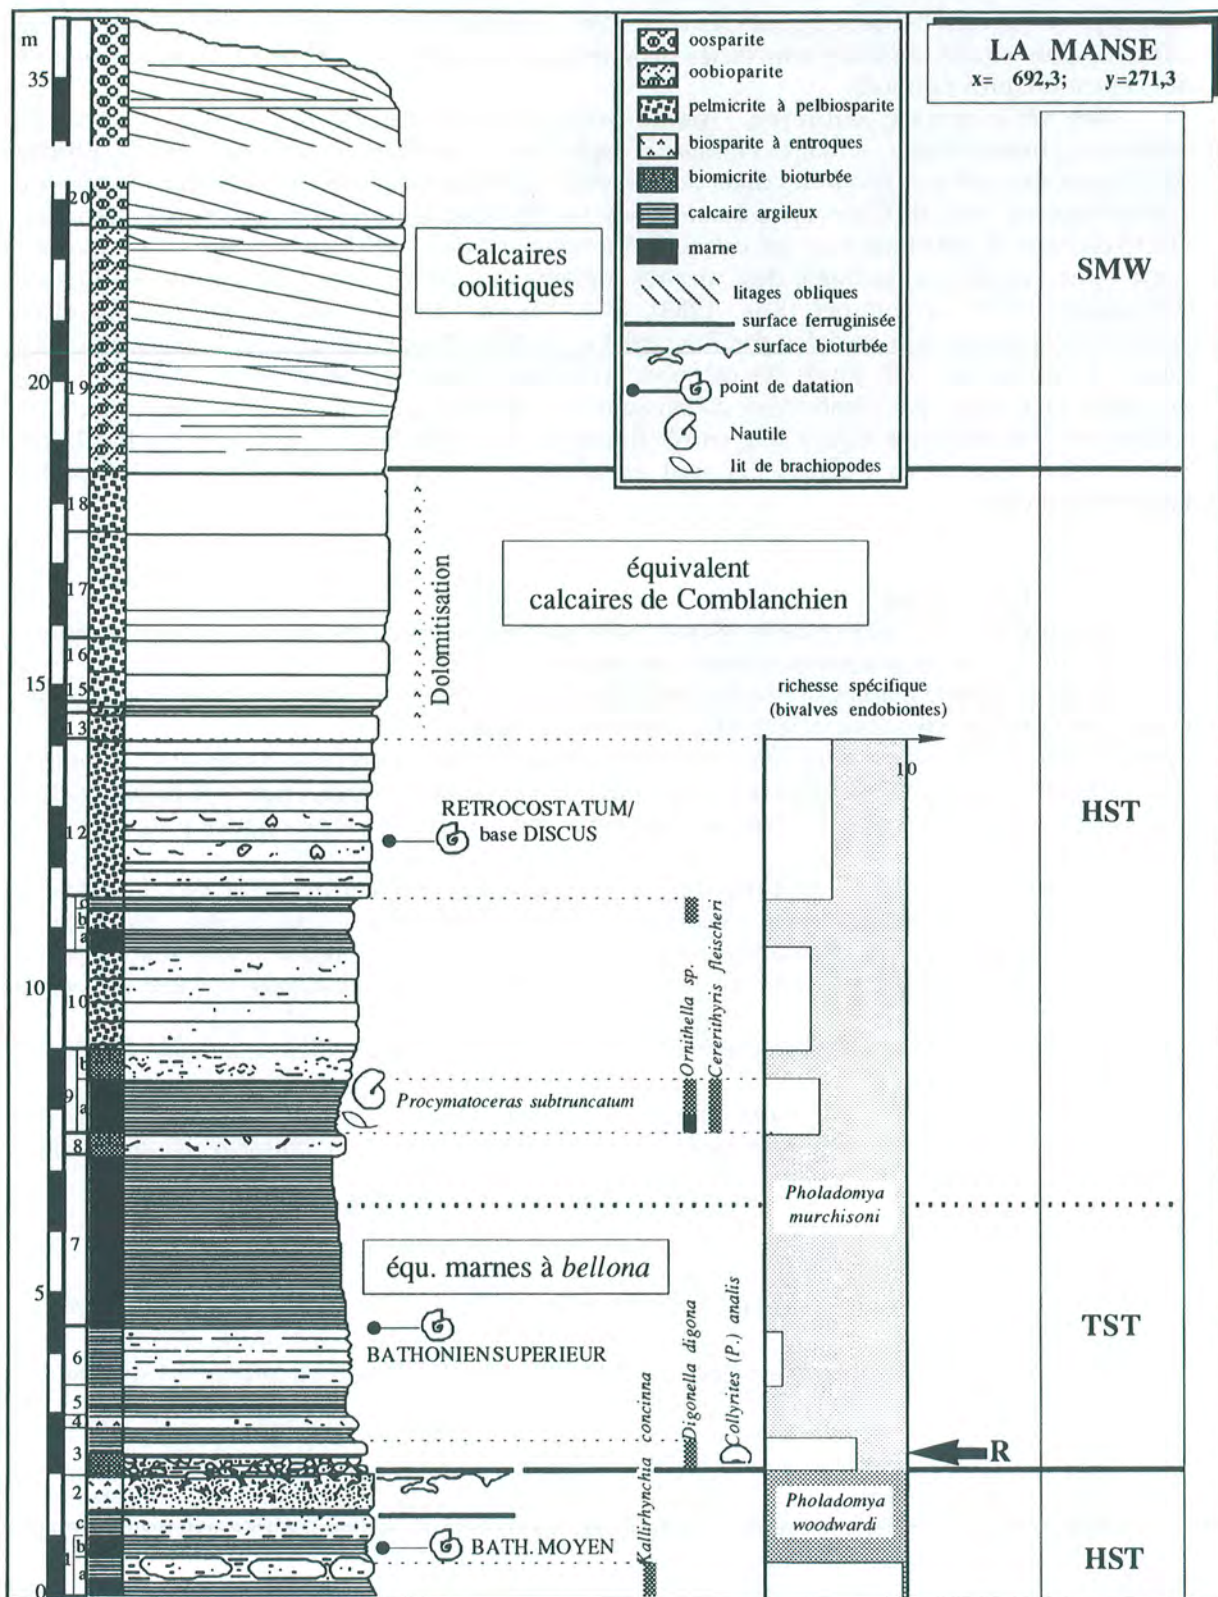 m
35
20
15
10
5
0
20
19
18
17
16
15
13
12
c
b
a
10
b
9
a
8
7
6
5
4
3
2
c
b
1
a
oosparite
oobioparite
pelmicrite à pelbiosparite
biosparite à entroques
biomicrite bioturbée
calcaire argileux
marne
litages obliques
surface ferruginisée
surface bioturbée
point de datation
Nautile
lit de brachiopodes
LA MANSE
x= 692,3; y=271,3
Calcaires
oolitiques
SMW
Dolomitisation
équivalent
calcaires de Comblanchien
richesse spécifique
(bivalves endobiontes)
10
HST
RETROCOSTATUM/
base DISCUS
Ornithella sp.
Cererithyris fleischeri
Procymatoceras subtruncatum
Pholadomya
murchisoni
équ. marnes à bellona
BATHONIEN SUPERIEUR
TST
Kallirhynchia concinna
Digonella digona
Collyrites (P.) analis
R
Pholadomya
woodwardi
BATH. MOYEN
HST